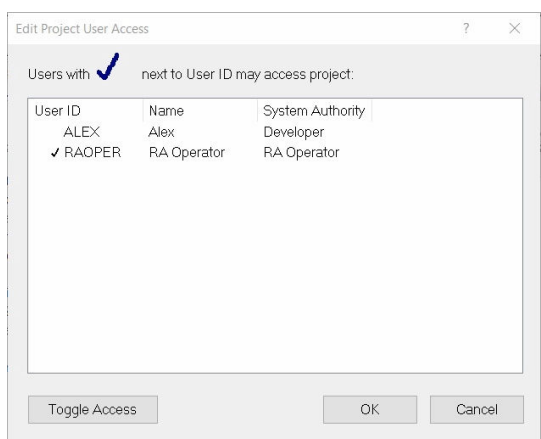 Edit Project User Access ? ×
Users with ✓ next to User ID may access project:
User ID Name System Authority
ALEX Alex Developer
✓ RAOPER RA Operator RA Operator
Toggle Access OK Cancel